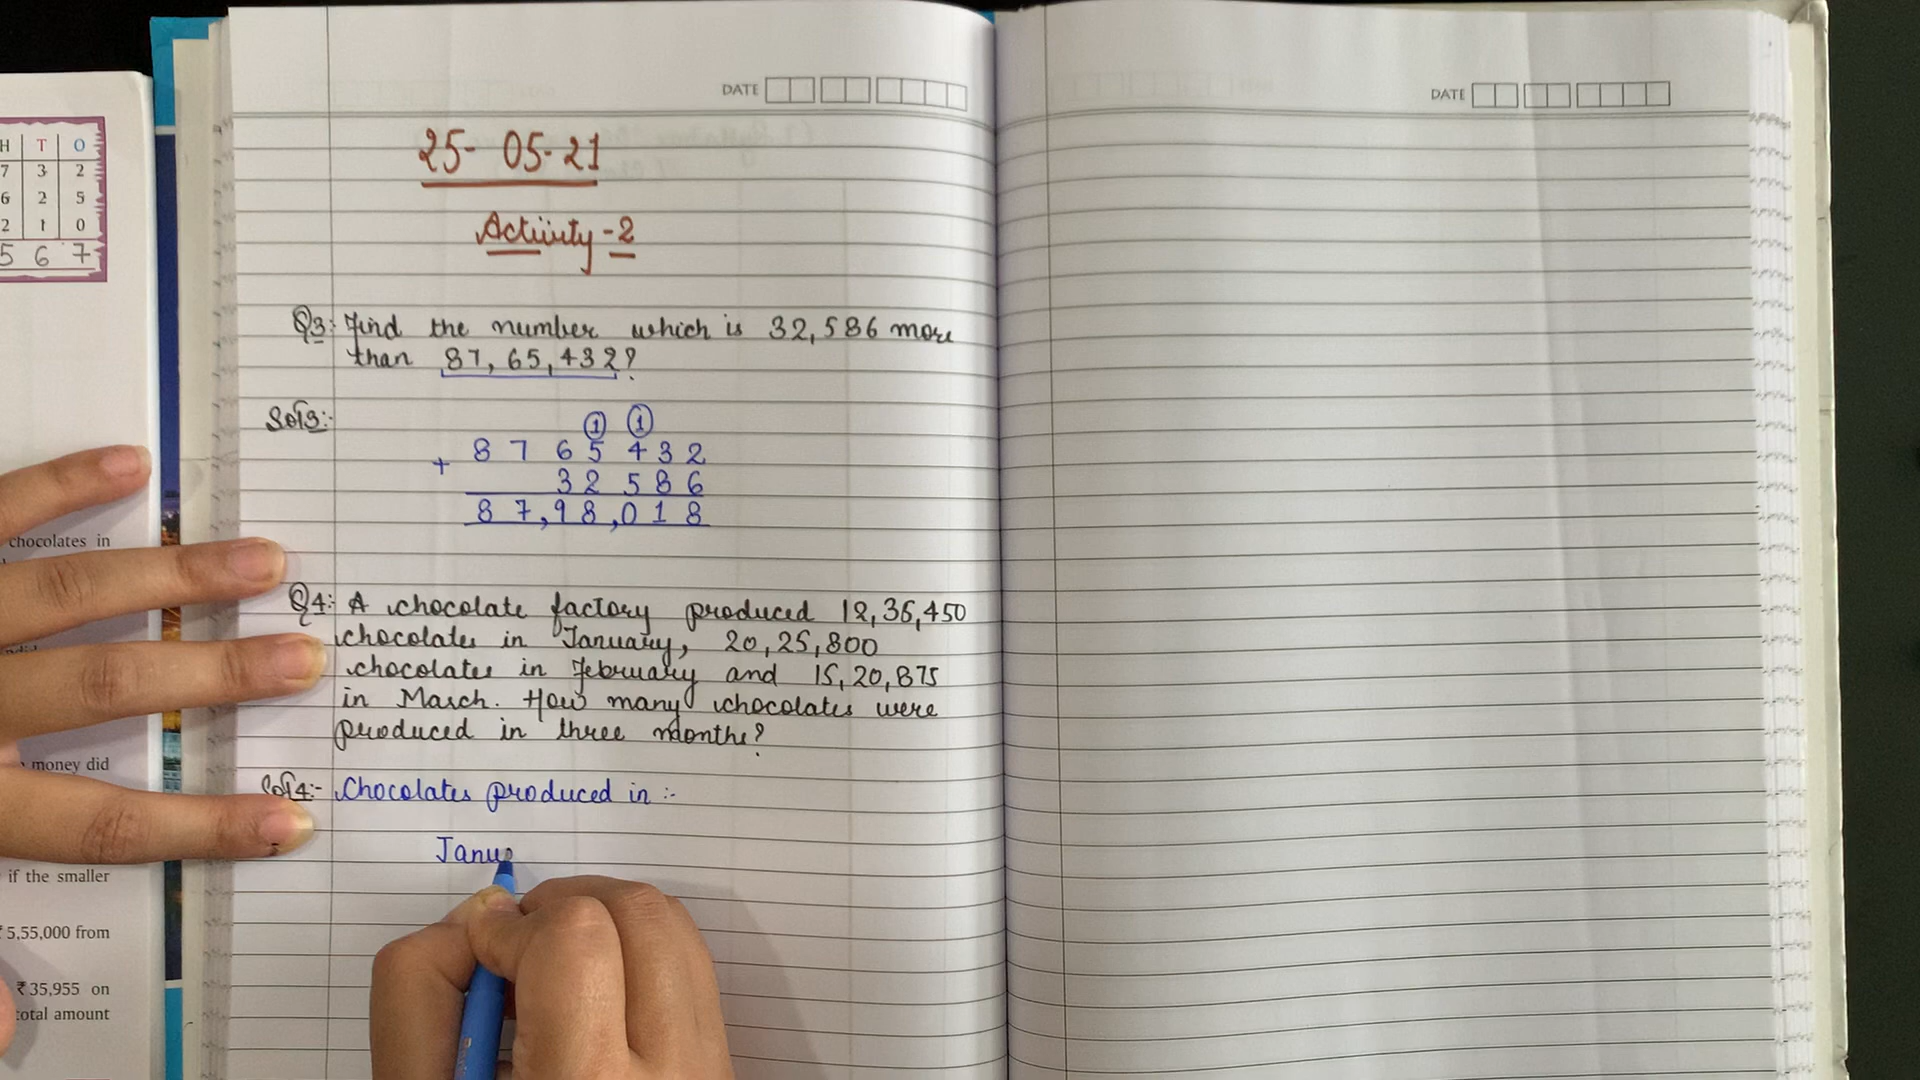 H T O
7 3 2
6 2 5
2 1 0
5 6 7
chocolates in
money did
if the smaller
₹ 5,55,000 from
₹ 35,955 on
total amount
DATE
25-05-21
Activity-2
Q3: Find the number which is 32,586 more
than 87,65,432?
Sol3:-
1 1
8 7 6 5 4 3 2
+ 3 2 5 8 6
8 7,9 8,0 1 8
Q4: A chocolate factory produced 12,36,450
chocolates in January, 20,25,800
chocolates in February and 15,20,875
in March. How many chocolates were
produced in three months?
Sol4:- Chocolates produced in :-
Janu
DATE